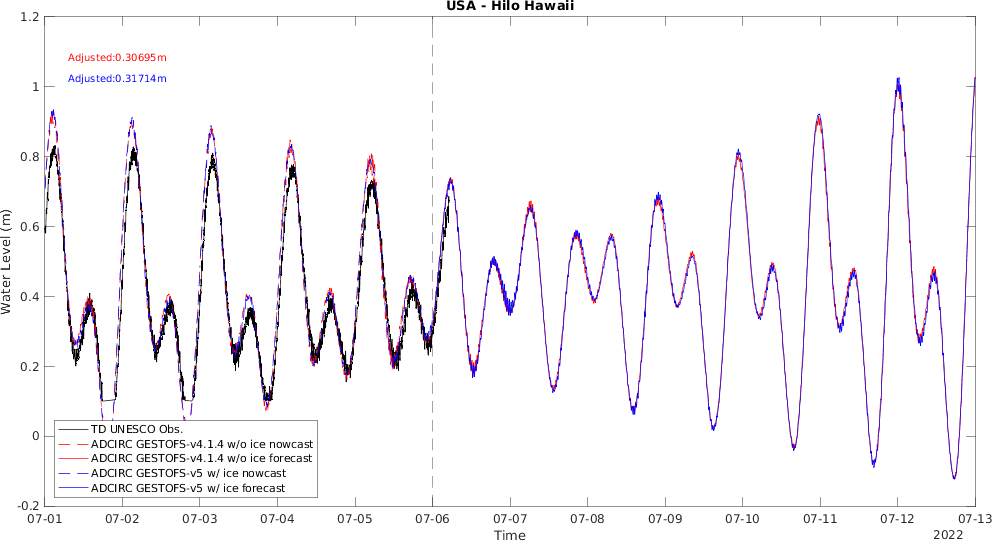 USA - Hilo Hawaii
1.2
1
0.8
0.6
0.4
0.2
0
-0.2
Water Level (m)
Adjusted:0.30695m
Adjusted:0.31714m
TD UNESCO Obs.
ADCIRC GESTOFS-v4.1.4 w/o ice nowcast
ADCIRC GESTOFS-v4.1.4 w/o ice forecast
ADCIRC GESTOFS-v5 w/ ice nowcast
ADCIRC GESTOFS-v5 w/ ice forecast
07-01 07-02 07-03 07-04 07-05 07-06 07-07 07-08 07-09 07-10 07-11 07-12 07-13
Time
2022